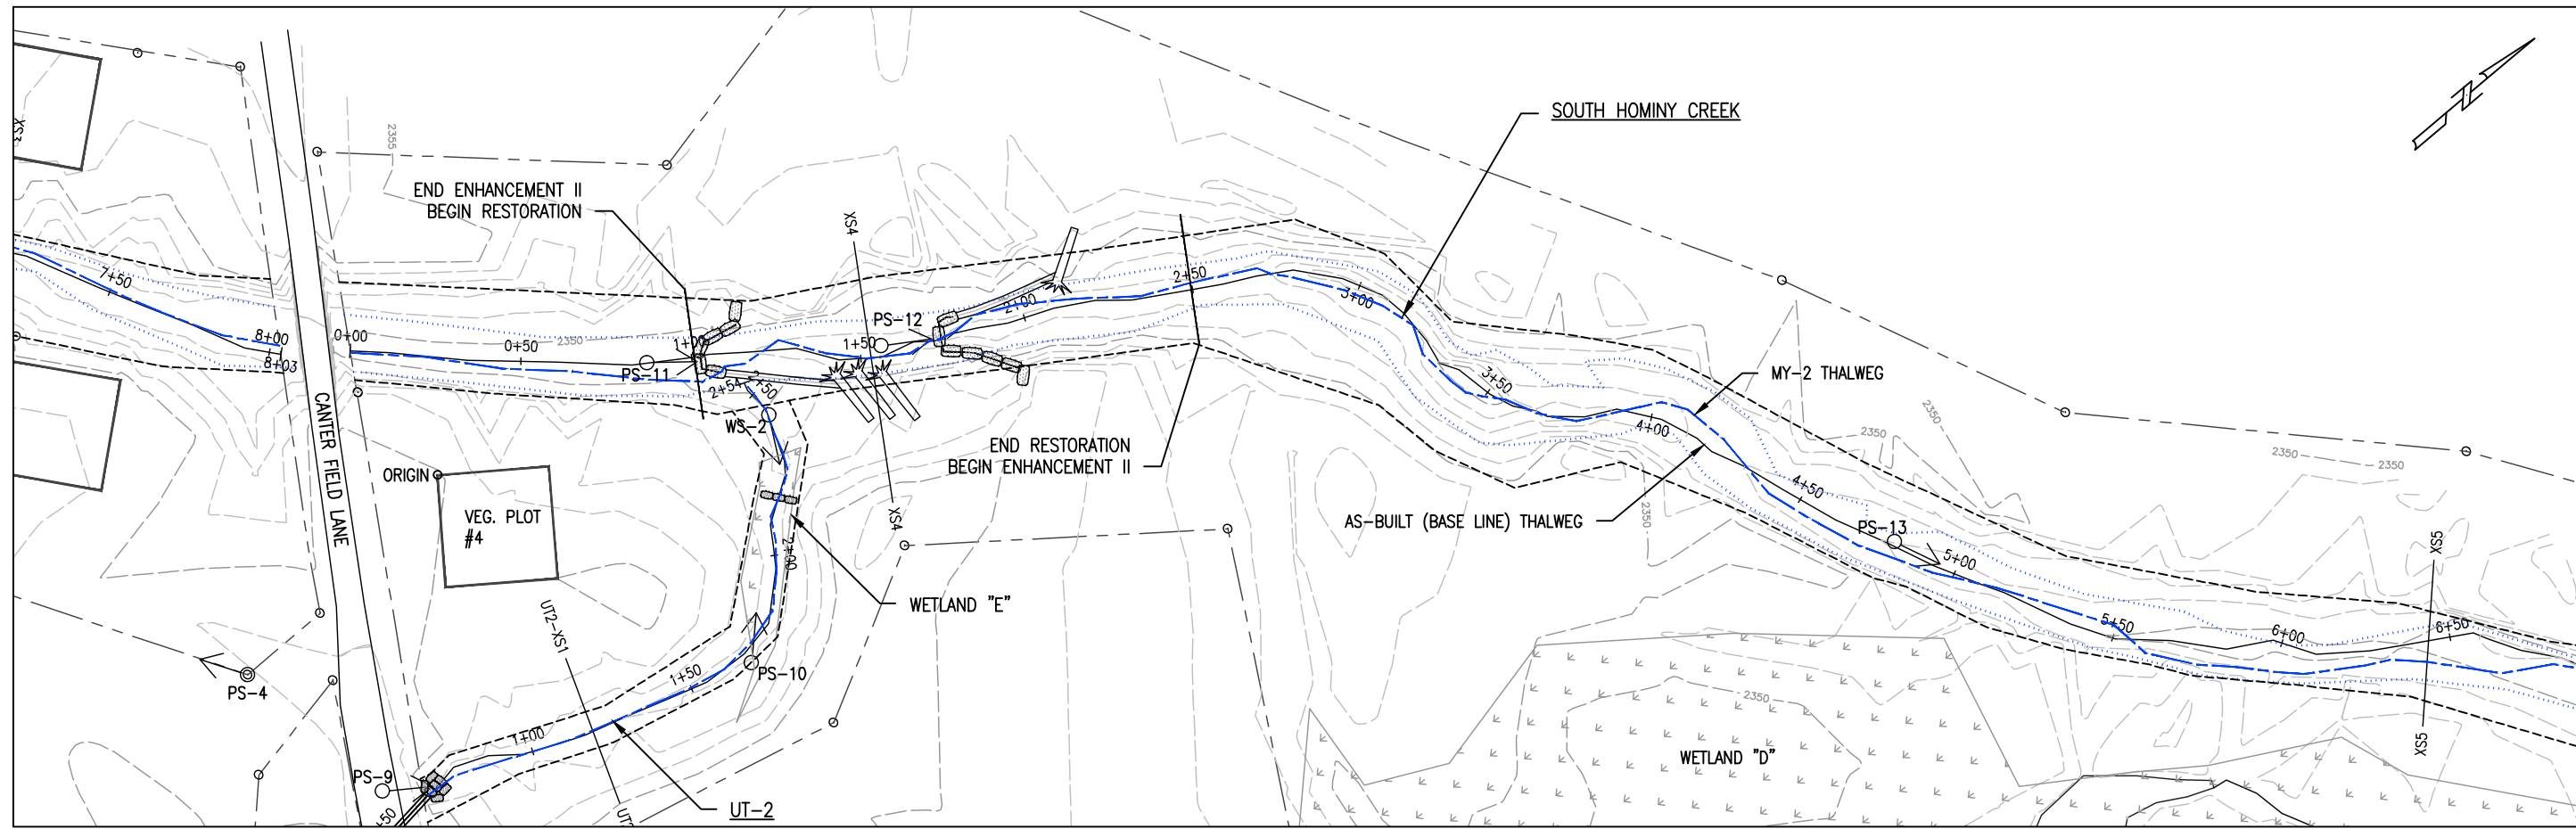 XS3
2355
SOUTH HOMINY CREEK
END ENHANCEMENT II
BEGIN RESTORATION
XS4
7+50
8+00
8+03
0+00
0+50
2350
1+00
PS-11
PS-12
1+50
2+00
2+50
3+00
3+50
4+00
4+50
5+00
5+50
6+00
6+50
2+54
2+50
WS-2
MY-2 THALWEG
2350
2350
2350
2350
2350
XS5
CANTER FIELD LANE
ORIGIN
VEG. PLOT
#4
END RESTORATION
BEGIN ENHANCEMENT II
XS4
AS-BUILT (BASE LINE) THALWEG
PS-13
2+00
WETLAND "E"
UT2-XS1
PS-4
PS-10
1+50
1+00
PS-9
+50
UT-2
2350
WETLAND "D"
XS5